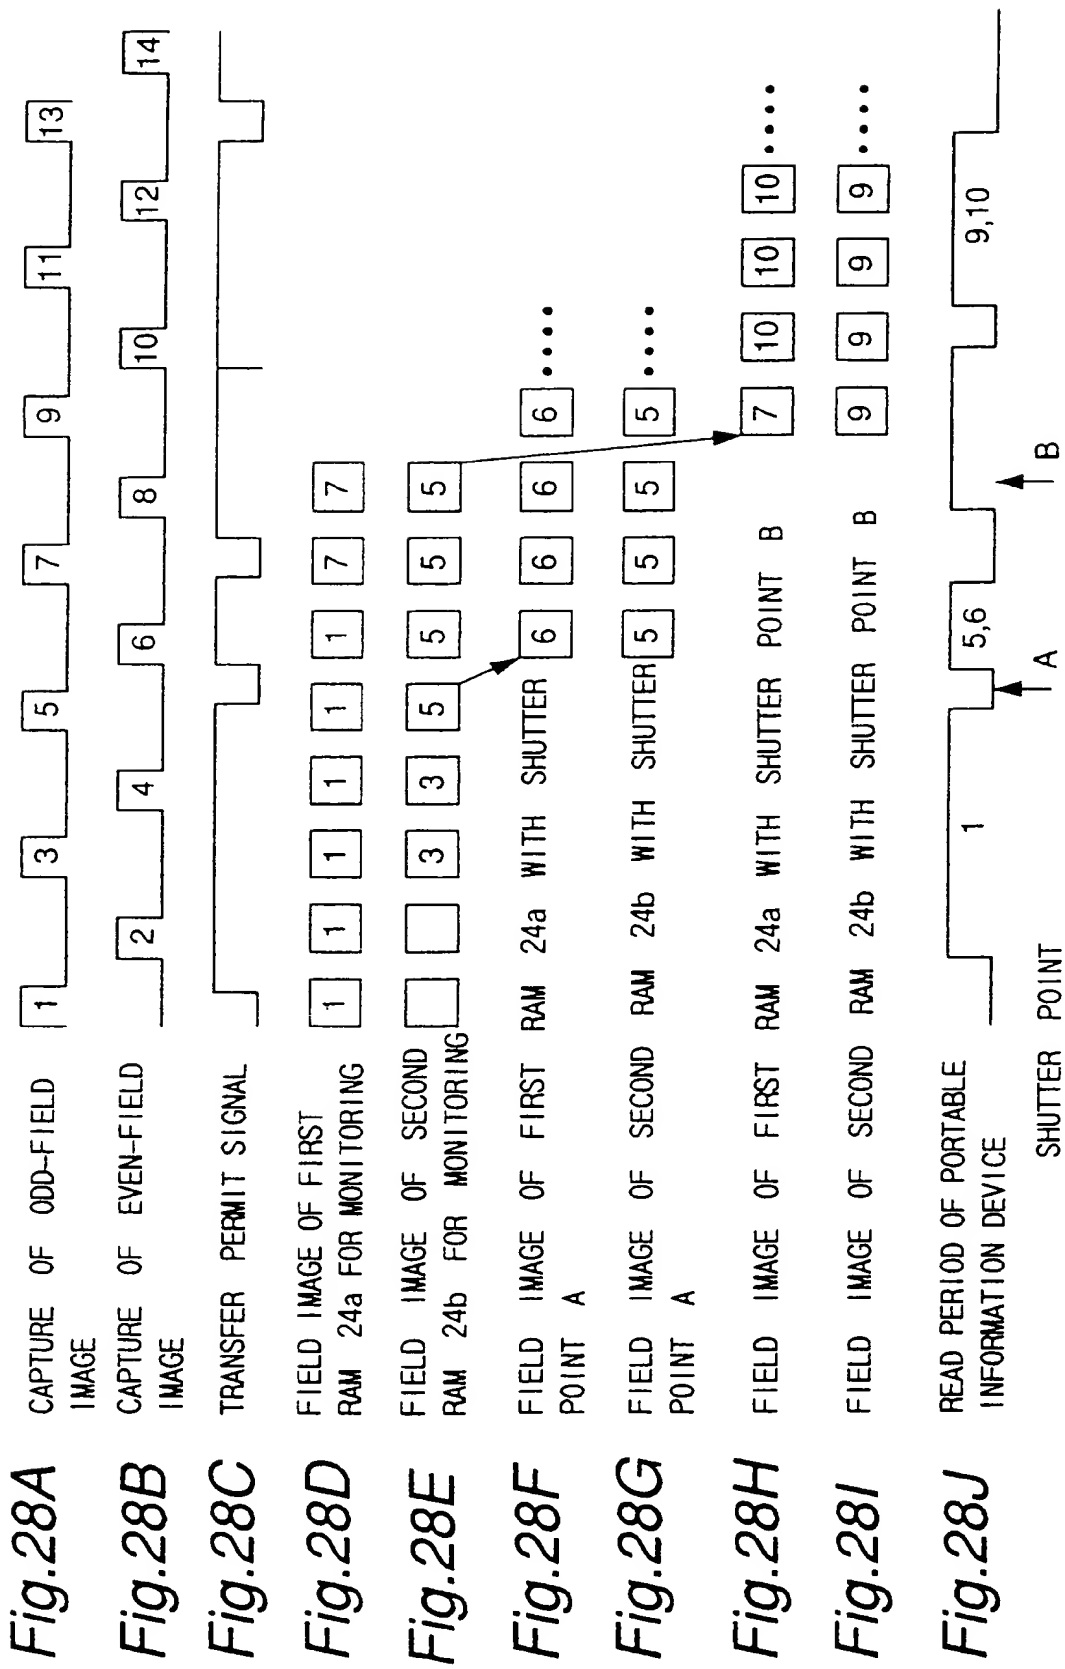 Fig.28A CAPTURE OF ODD-FIELD
IMAGE
1 3 5 7 9 11 13
Fig.28B CAPTURE OF EVEN-FIELD
IMAGE
2 4 6 8 10 12 14
Fig.28C TRANSFER PERMIT SIGNAL
Fig.28D FIELD IMAGE OF FIRST
RAM 24a FOR MONITORING
1 1 1 1 1 1 7 7
Fig.28E FIELD IMAGE OF SECOND
RAM 24b FOR MONITORING
3 3 5 5 5 5
Fig.28F FIELD IMAGE OF FIRST RAM 24a WITH SHUTTER
POINT A
6 6 6 6 ....
Fig.28G FIELD IMAGE OF SECOND RAM 24b WITH SHUTTER
POINT A
5 5 5 5 ....
Fig.28H FIELD IMAGE OF FIRST RAM 24a WITH SHUTTER POINT B
7 10 10 10 ....
Fig.28I FIELD IMAGE OF SECOND RAM 24b WITH SHUTTER POINT B
9 9 9 9 ....
Fig.28J READ PERIOD OF PORTABLE
INFORMATION DEVICE
1 5,6 9,10
SHUTTER POINT A B